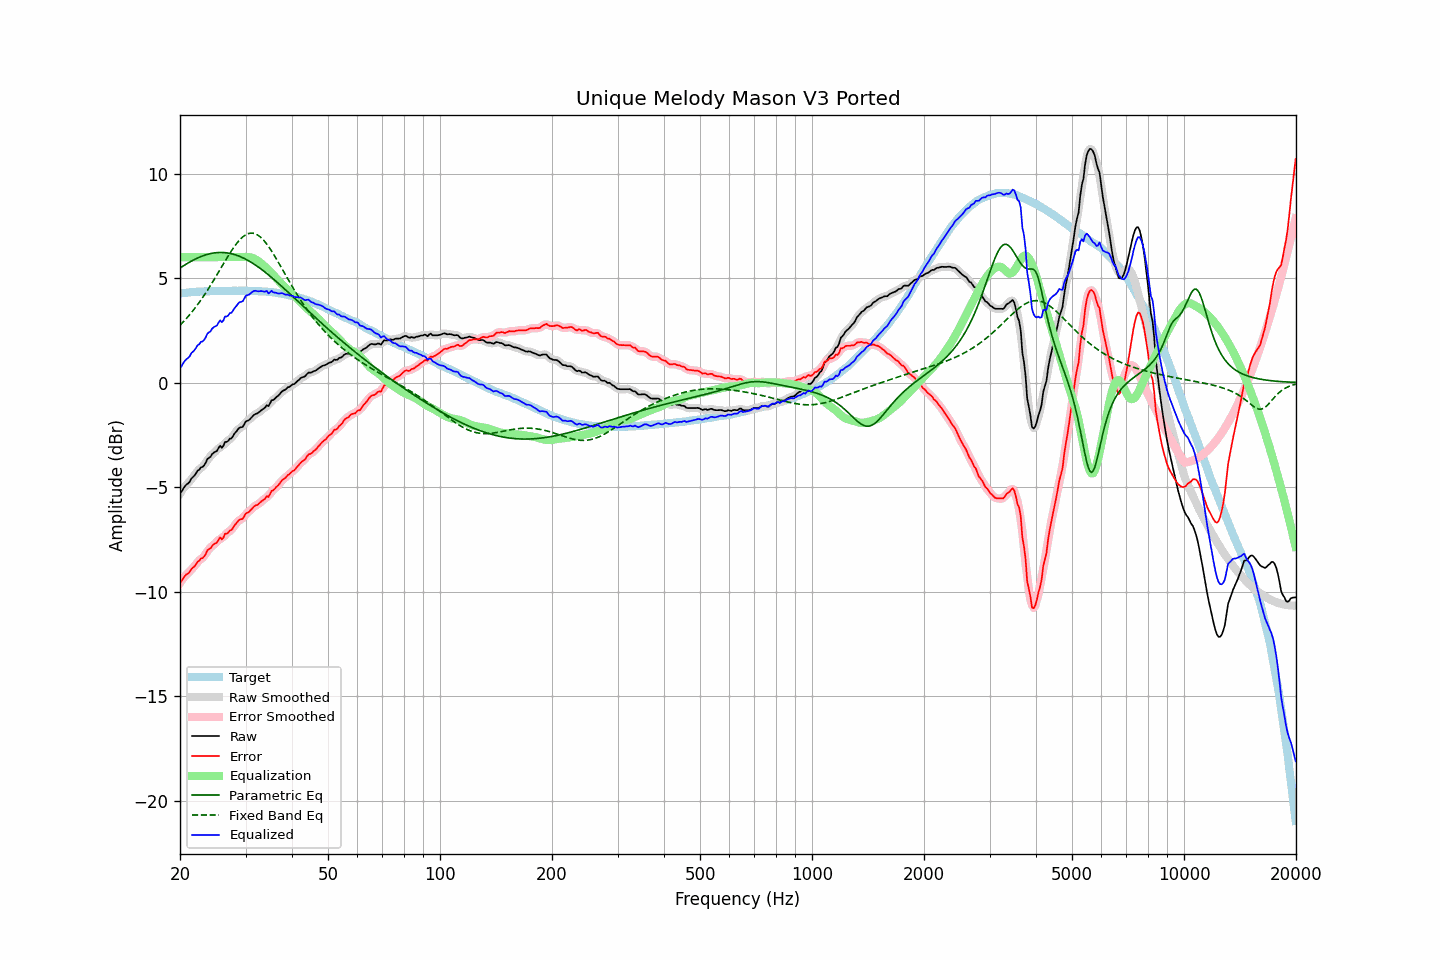 Unique Melody Mason V3 Ported
Amplitude (dBr)
10
5
0
−5
−10
−15
−20
Target
Raw Smoothed
Error Smoothed
Raw
Error
Equalization
Parametric Eq
Fixed Band Eq
Equalized
20 50 100 200 500 1000 2000 5000 10000 20000
Frequency (Hz)